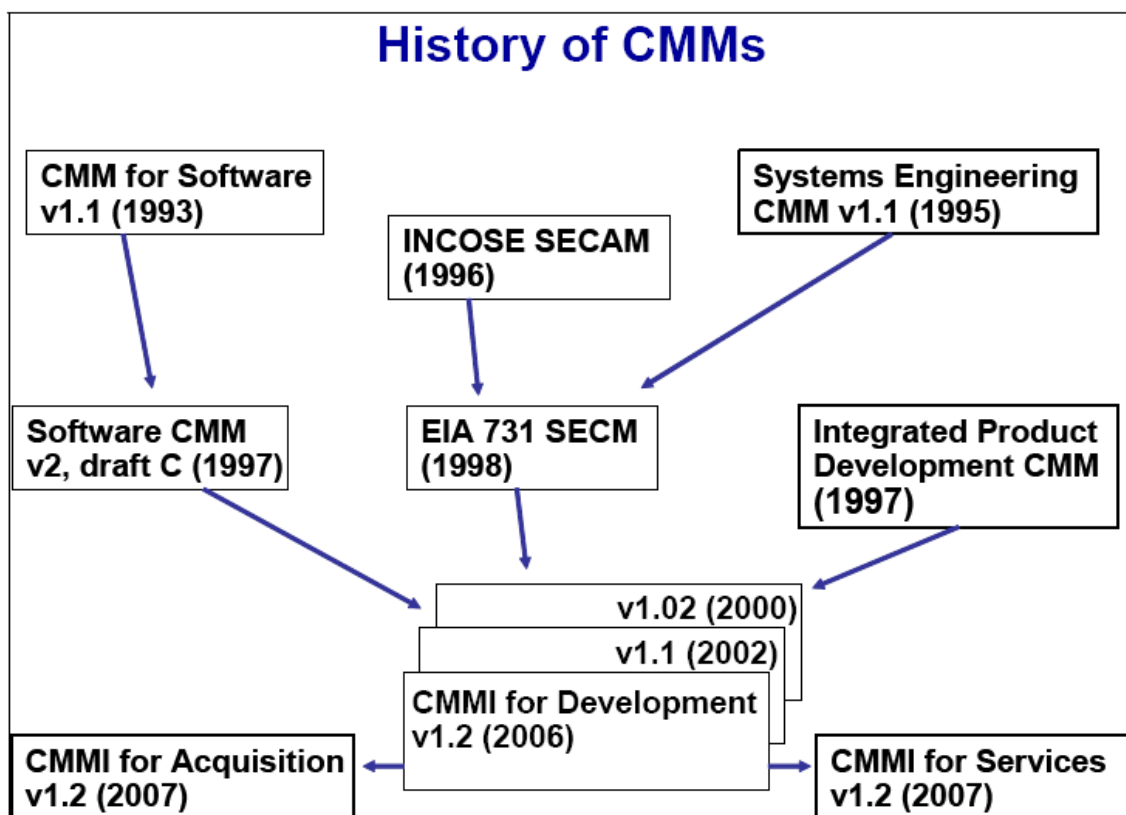 History of CMMs
CMM for Software
v1.1 (1993)
Systems Engineering
CMM v1.1 (1995)
INCOSE SECAM
(1996)
Software CMM
v2, draft C (1997)
EIA 731 SECM
(1998)
Integrated Product
Development CMM
(1997)
v1.02 (2000)
v1.1 (2002)
CMMI for Development
v1.2 (2006)
CMMI for Acquisition
v1.2 (2007)
CMMI for Services
v1.2 (2007)